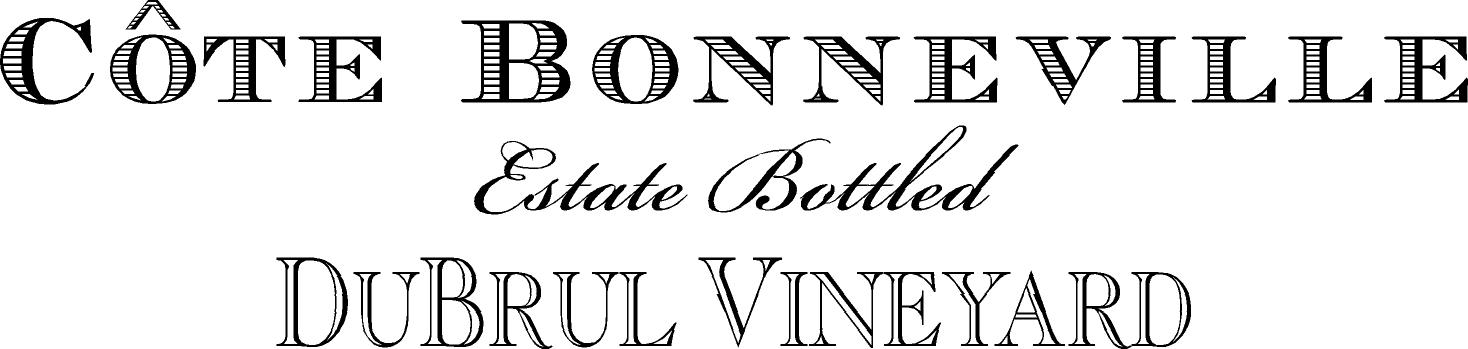 CÔTE BONNEVILLE
Estate Bottled
DUBRUL VINEYARD